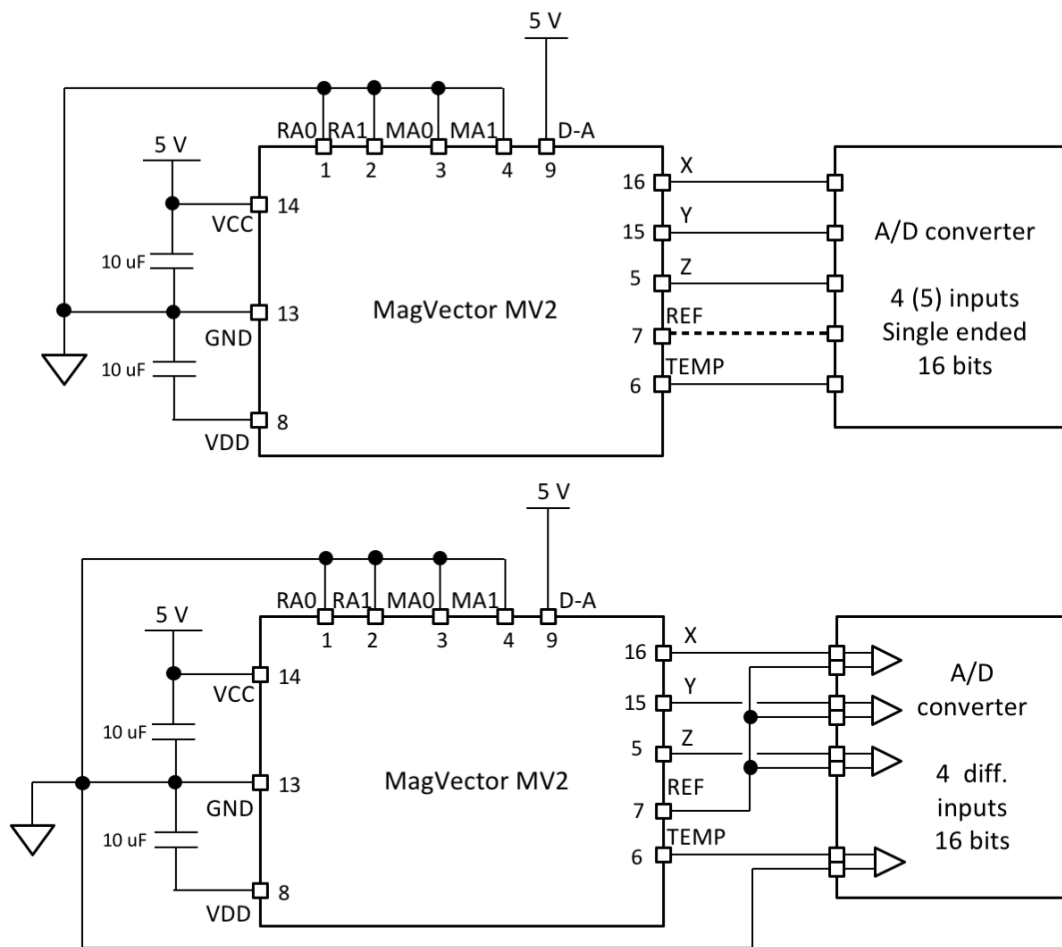 5 V
RA0 RA1 MA0 MA1 D-A
1 2 3 4 9
5 V
14
VCC
10 uF
13
GND
10 uF
8
VDD
MagVector MV2
16 X
15 Y
5 Z
REF
7
TEMP
6
A/D converter
4 (5) inputs
Single ended
16 bits
5 V
RA0 RA1 MA0 MA1 D-A
1 2 3 4 9
5 V
14
VCC
10 uF
13
GND
10 uF
8
VDD
MagVector MV2
16 X
15 Y
5 Z
REF
7
TEMP
6
A/D
converter
4 diff.
inputs
16 bits